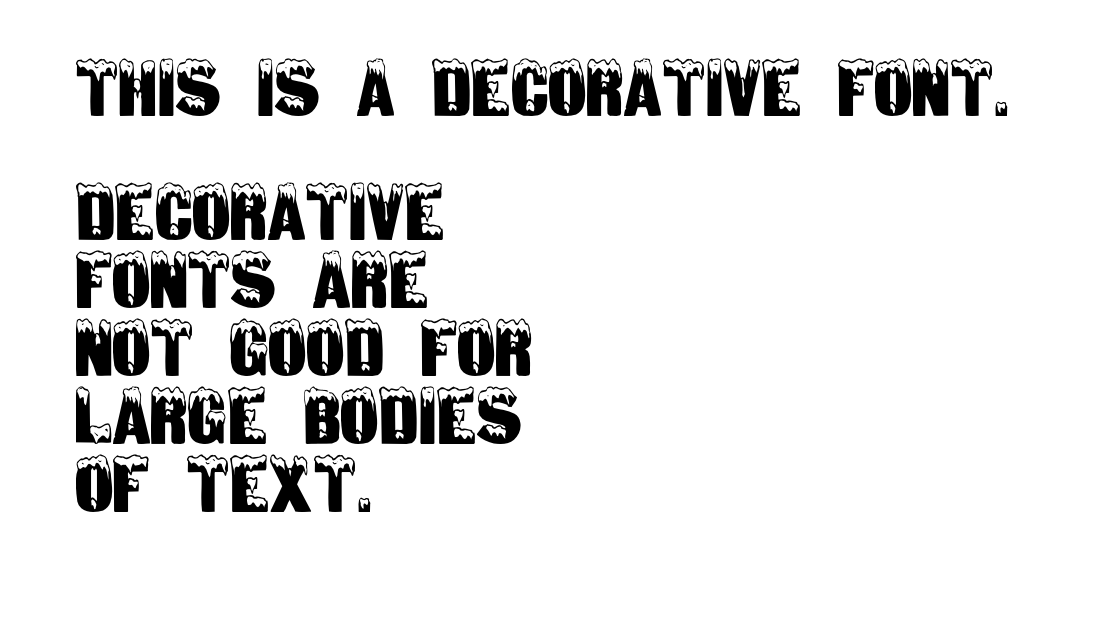 THIS IS A DECORATIVE FONT.
DECORATIVE
FONTS ARE
NOT GOOD FOR
LARGE BODIES
OF TEXT.